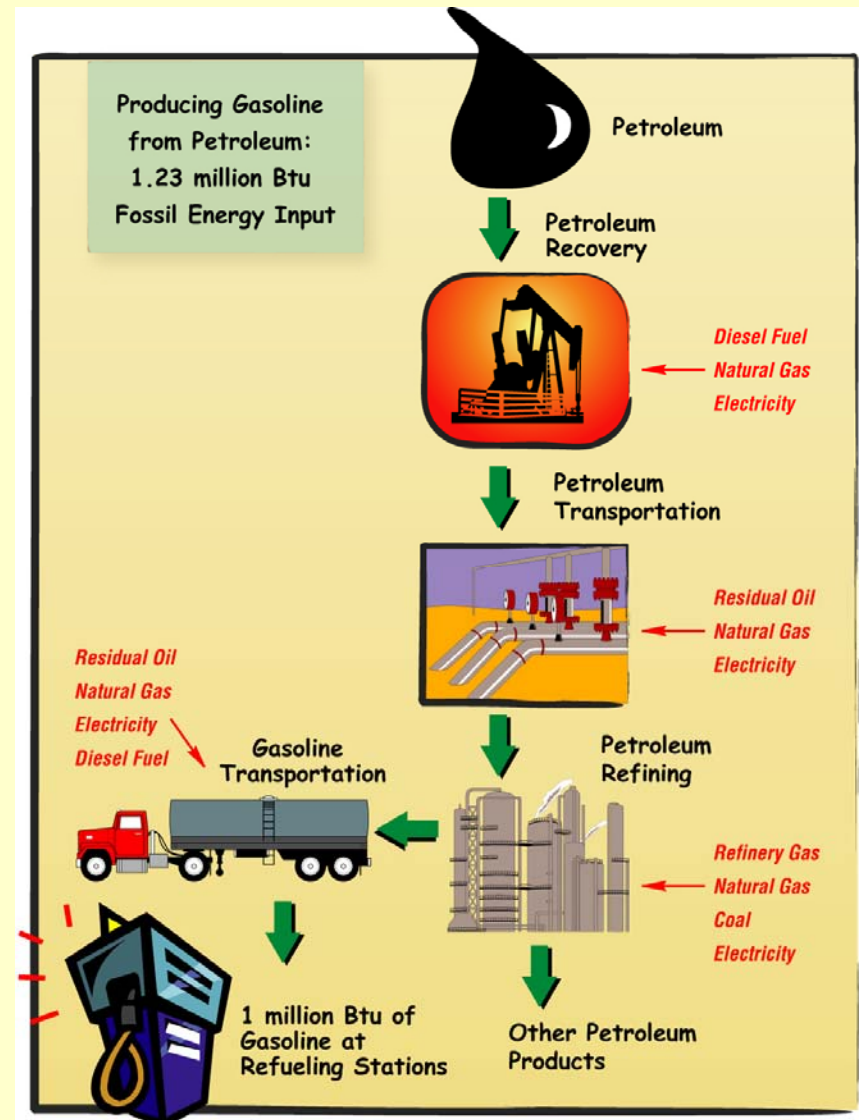 Producing Gasoline
from Petroleum:
1.23 million Btu
Fossil Energy Input
Petroleum
Petroleum
Recovery
Diesel Fuel
Natural Gas
Electricity
Petroleum
Transportation
Residual Oil
Natural Gas
Electricity
Petroleum
Refining
Refinery Gas
Natural Gas
Coal
Electricity
Residual Oil
Natural Gas
Electricity
Diesel Fuel
Gasoline
Transportation
1 million Btu of
Gasoline at
Refueling Stations
Other Petroleum
Products